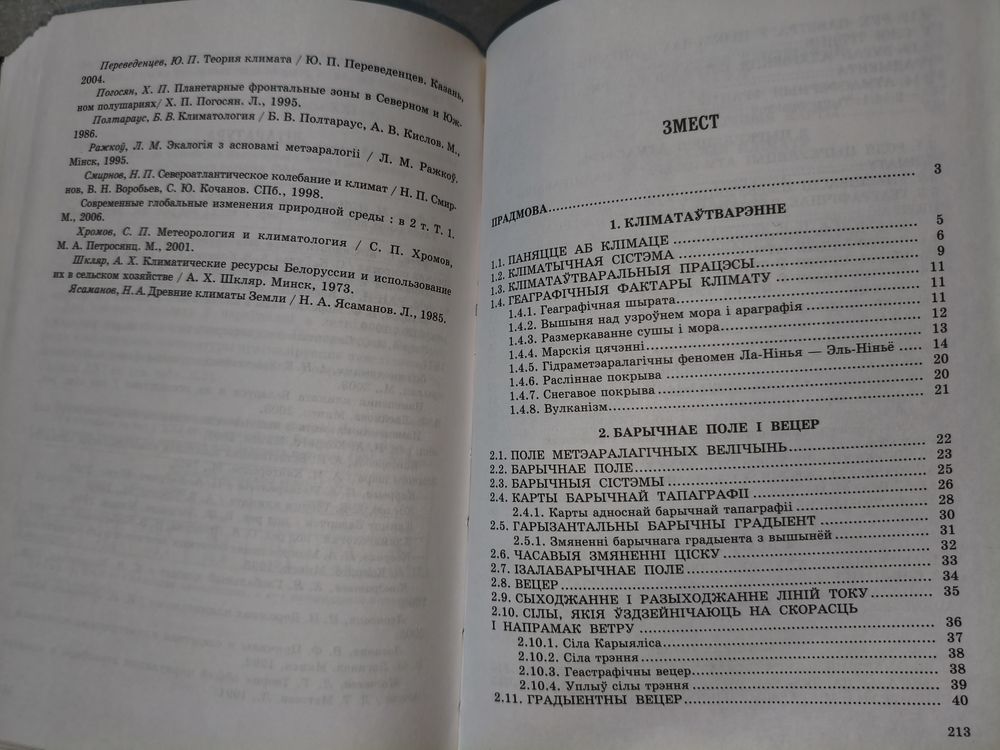 Переведенцев, Ю. П. Теория климата / Ю. П. Переведенцев, Казань,
2004.
Погосян, Х. П. Планетарные фронтальные зоны в Северном и Юж-
ном полушариях/ Х. П. Погосян. Л., 1995.
Полтараус, Б. В. Климатология / Б. В. Полтараус, А. В. Кислов. М.,
1986.
Ражкоў, Л. М. Экалогія з асновамі метэаралогіі / Л. М. Ражкоў.
Мінск, 1995.
Смирнов, Н. П. Североатлантическое колебание и климат / Н. П. Смир-
нов, В. Н. Воробьев, С. Ю. Кочанов. СПб., 1998.
Современные глобальные изменения природной среды : в 2 т. Т. 1.
М., 2006.
Хромов, С. П. Метеорология и климатология / С. П. Хромов,
М. А. Петросянц. М., 2001.
Шкляр, А. Х. Климатические ресурсы Белоруссии и использование
их в сельском хозяйстве / А. Х. Шкляр. Минск, 1973.
Ясаманов, Н. А. Древние климаты Земли / Н. А. Ясаманов. Л., 1985.
ЗМЕСТ
ПРАДМОВА 3
1. КЛІМАТАЎТВАРЭННЕ
1.1. ПАНЯЦЦЕ АБ КЛІМАЦЕ 5
1.2. КЛІМАТЫЧНАЯ СІСТЭМА 6
1.3. КЛІМАТАЎТВАРАЛЬНЫЯ ПРАЦЭСЫ 9
1.4. ГЕАГРАФІЧНЫЯ ФАКТАРЫ КЛІМАТУ 11
1.4.1. Геаграфічная шырата 11
1.4.2. Вышыня над узроўнем мора і араграфія 12
1.4.3. Размеркаванне сушы і мора 13
1.4.4. Марскія цячэнні 14
1.4.5. Гідраметэаралагічны феномен Ла-Нінья — Эль-Ніньё 20
1.4.6. Расліннае покрыва 20
1.4.7. Снегавое покрыва 21
1.4.8. Вулканізм
2. БАРЫЧНАЕ ПОЛЕ І ВЕЦЕР
2.1. ПОЛЕ МЕТЭАРАЛАГІЧНЫХ ВЕЛІЧЫНЬ 22
2.2. БАРЫЧНАЕ ПОЛЕ 23
2.3. БАРЫЧНЫЯ СІСТЭМЫ 25
2.4. КАРТЫ БАРЫЧНАЙ ТАПАГРАФІІ 26
2.4.1. Карты адноснай барычнай тапаграфіі 28
2.5. ГАРЫЗАНТАЛЬНЫ БАРЫЧНЫ ГРАДЫЕНТ 30
2.5.1. Змяненні барычнага градыента з вышынёй 31
2.6. ЧАСАВЫЯ ЗМЯНЕННІ ЦІСКУ 32
2.7. ІЗАЛАБАРЫЧНАЕ ПОЛЕ 33
2.8. ВЕЦЕР 34
2.9. СЫХОДЖАННЕ І РАЗЫХОДЖАННЕ ЛІНІЙ ТОКУ 35
2.10. СІЛЫ, ЯКІЯ ЎЗДЗЕЙНІЧАЮЦЬ НА СКОРАСЦЬ
І НАПРАМАК ВЕТРУ 36
2.10.1. Сіла Карыяліса 37
2.10.2. Сіла трэння 38
2.10.3. Геастрафічны вецер 38
2.10.4. Уплыў сілы трэння 39
2.11. ГРАДЫЕНТНЫ ВЕЦЕР 40
213